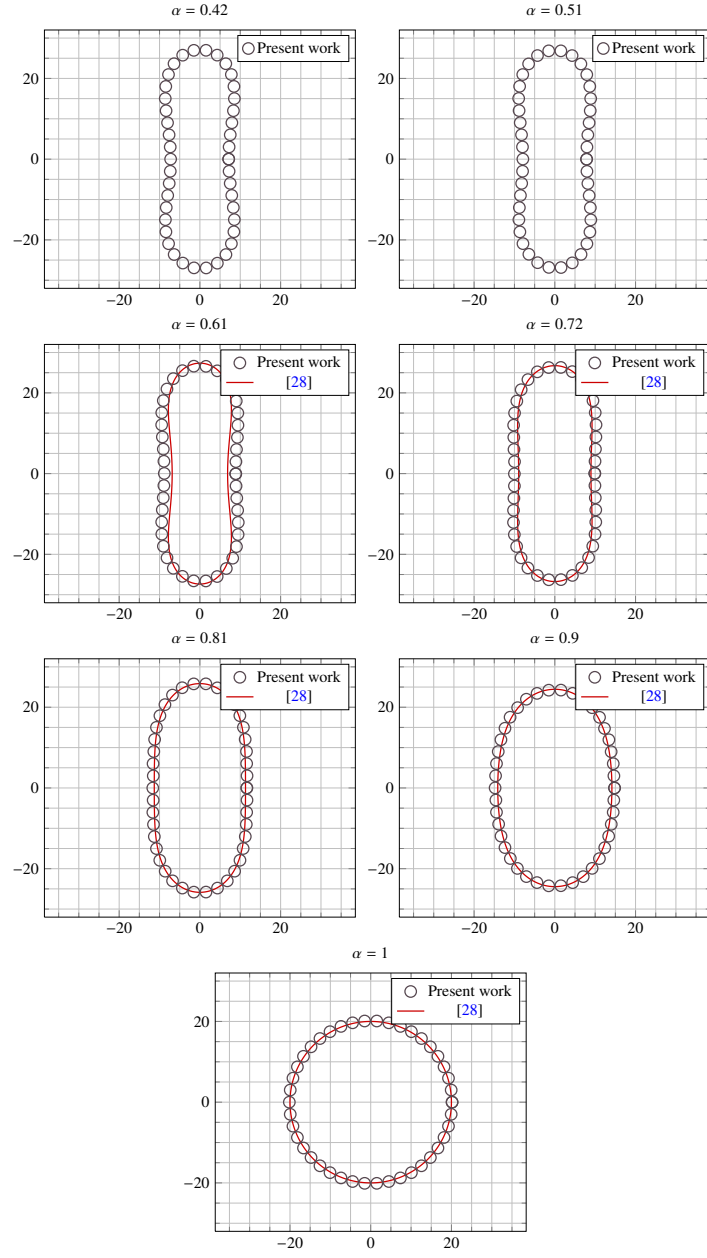 α = 0.42
α = 0.51
Present work
Present work
20
0
−20
−20 0 20
20
0
−20
−20 0 20
α = 0.61
α = 0.72
Present work
[28]
Present work
[28]
20
0
−20
−20 0 20
20
0
−20
−20 0 20
α = 0.81
α = 0.9
Present work
[28]
Present work
[28]
20
0
−20
−20 0 20
20
0
−20
−20 0 20
α = 1
Present work
[28]
20
0
−20
−20 0 20